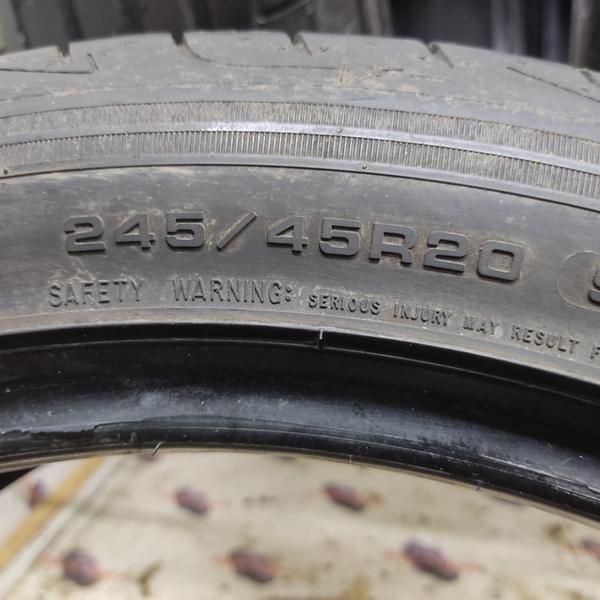 245/45R20
SAFETY WARNING: SERIOUS INJURY MAY RESULT